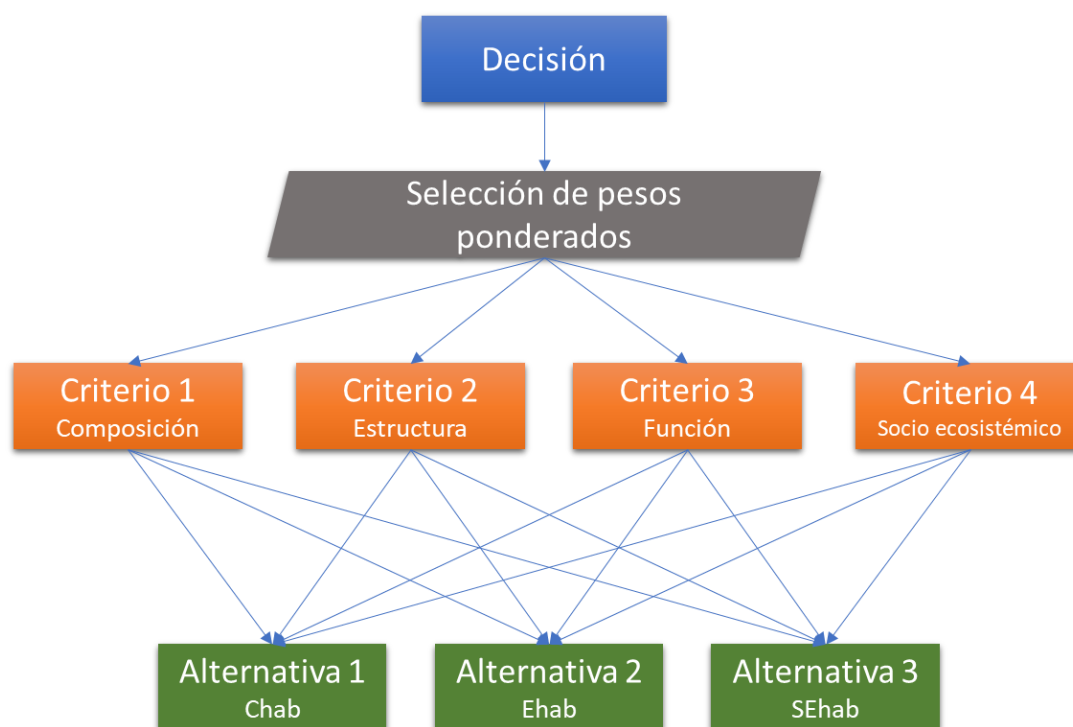 Decisión
Selección de pesos
ponderados
Criterio 1
Composición
Criterio 2
Estructura
Criterio 3
Función
Criterio 4
Socio ecosistémico
Alternativa 1
Chab
Alternativa 2
Ehab
Alternativa 3
SEhab